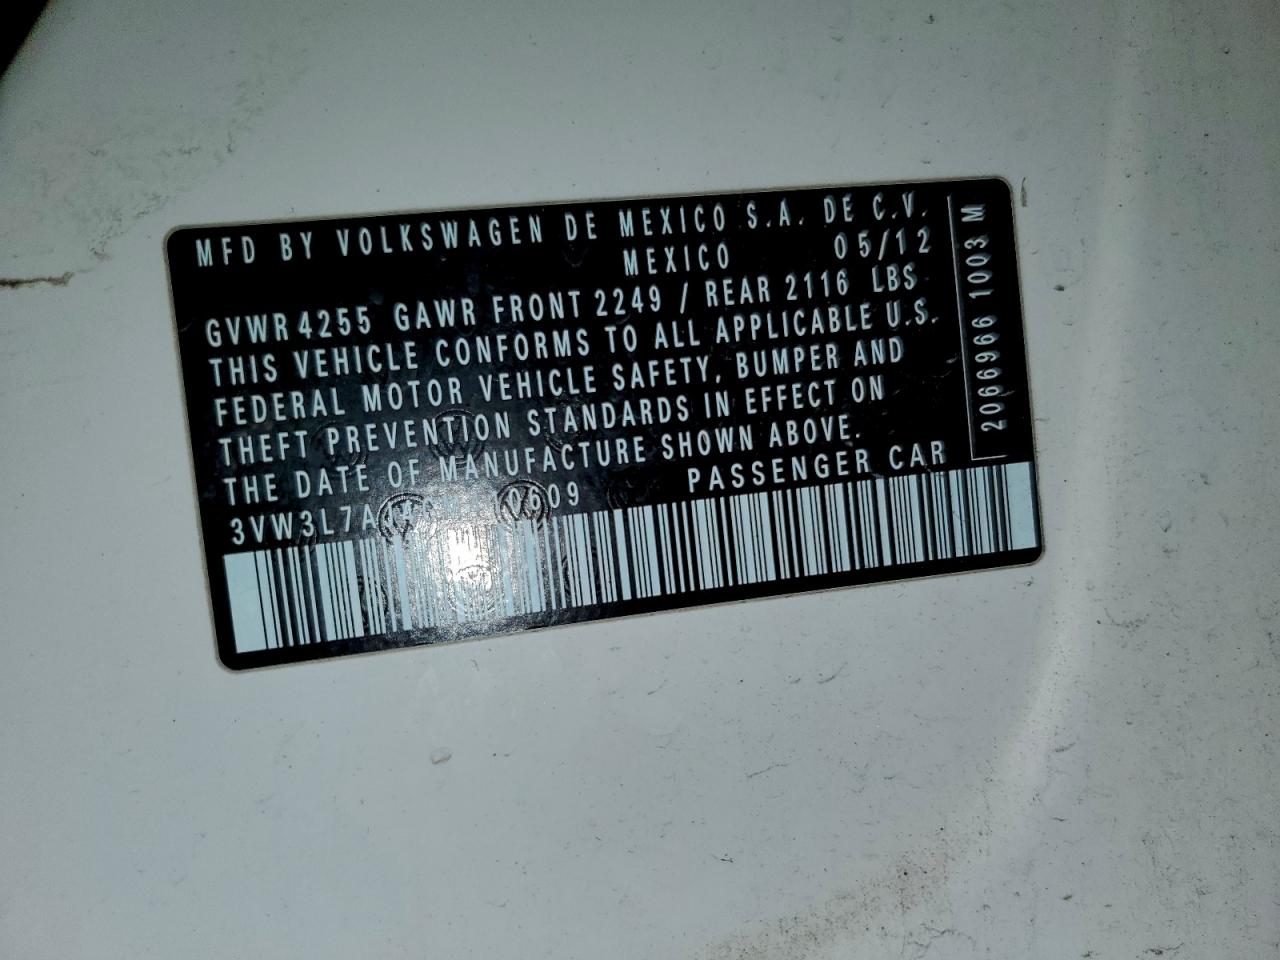 MFD BY VOLKSWAGEN DE MEXICO S.A. DE C.V.
MEXICO 05/12
GVWR 4255 GAWR FRONT 2249 / REAR 2116 LBS
THIS VEHICLE CONFORMS TO ALL APPLICABLE U.S.
FEDERAL MOTOR VEHICLE SAFETY, BUMPER AND
THEFT PREVENTION STANDARDS IN EFFECT ON
THE DATE OF MANUFACTURE SHOWN ABOVE.
PASSENGER CAR
2066966 1003 M